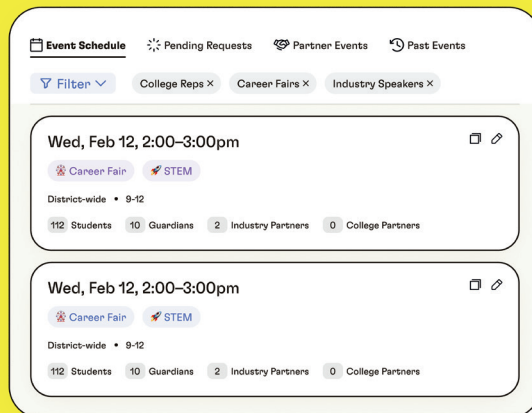 Event Schedule Pending Requests Partner Events Past Events
Filter College Reps × Career Fairs × Industry Speakers ×
Wed, Feb 12, 2:00–3:00pm
Career Fair STEM
District-wide • 9-12
112 Students 10 Guardians 2 Industry Partners 0 College Partners
Wed, Feb 12, 2:00–3:00pm
Career Fair STEM
District-wide • 9-12
112 Students 10 Guardians 2 Industry Partners 0 College Partners